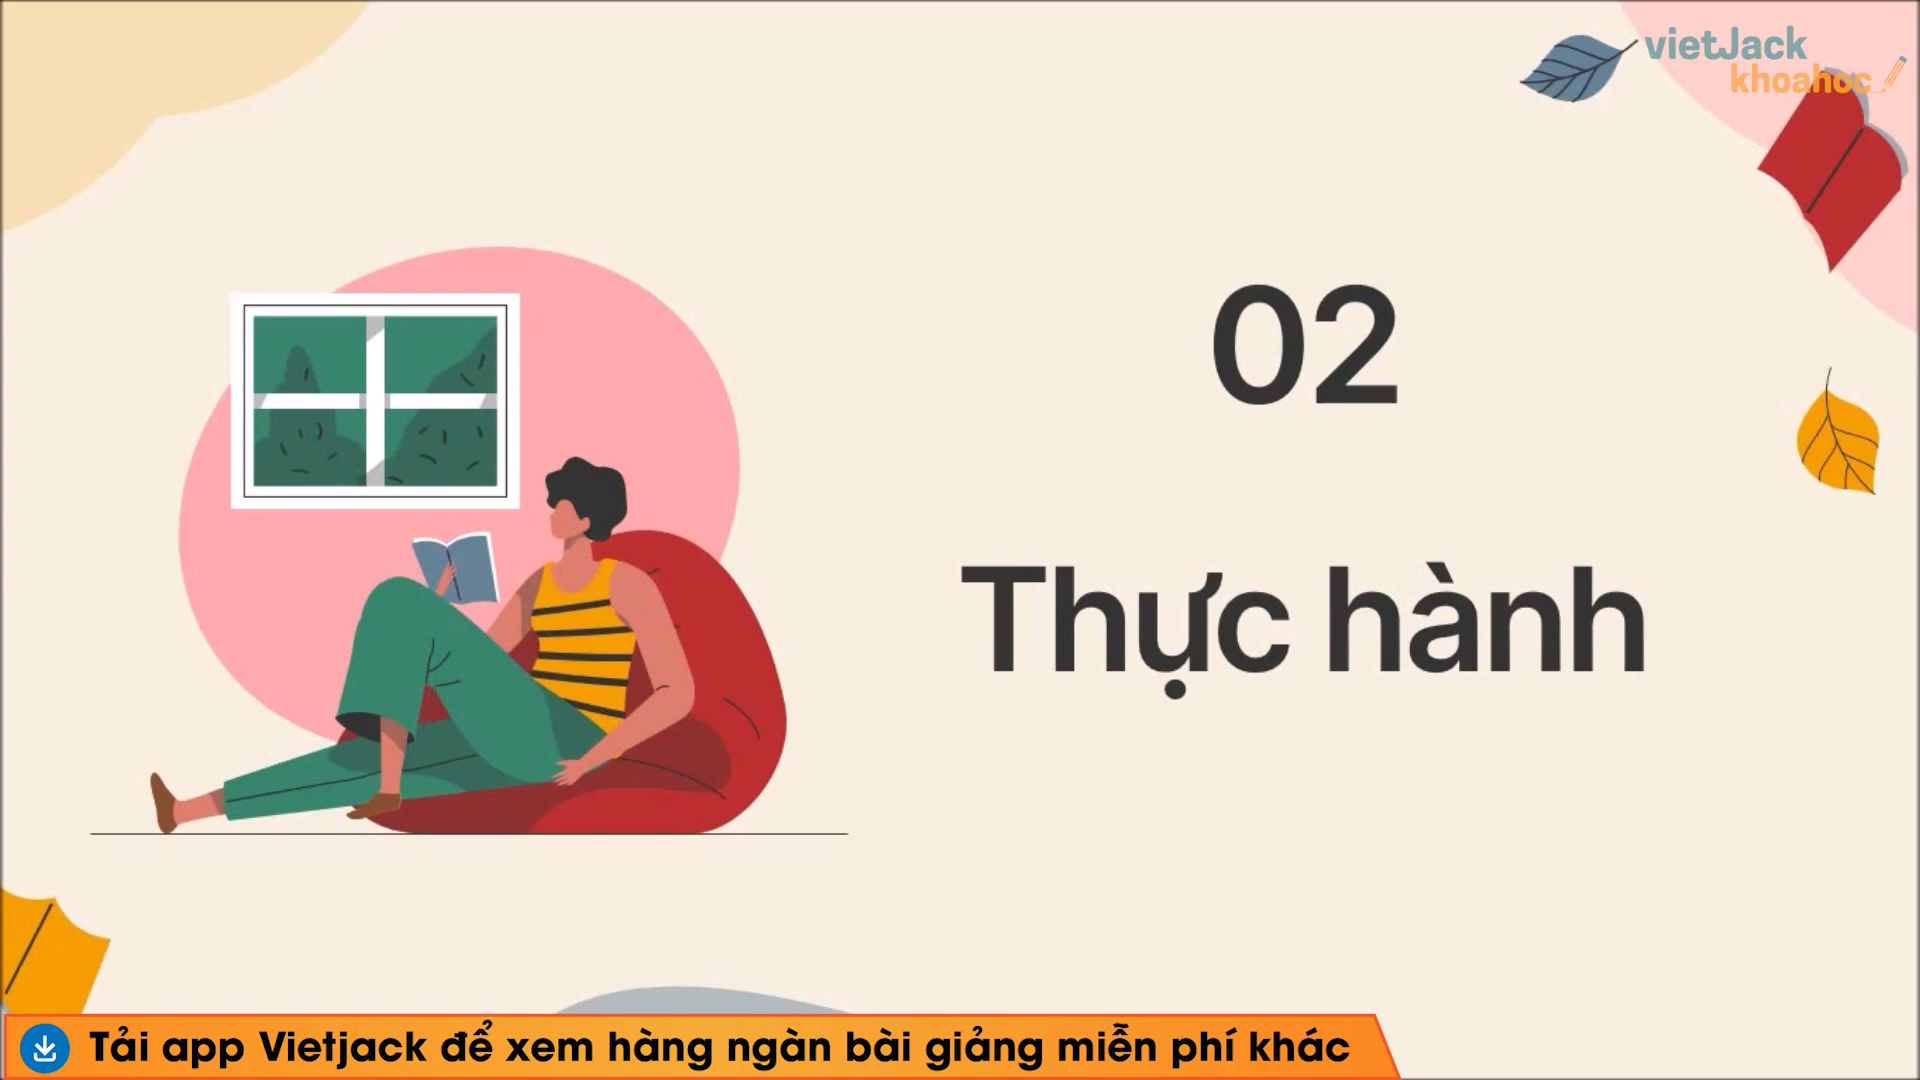 vietJack
khoahoc
02
Thực hành
Tải app Vietjack để xem hàng ngàn bài giảng miễn phí khác